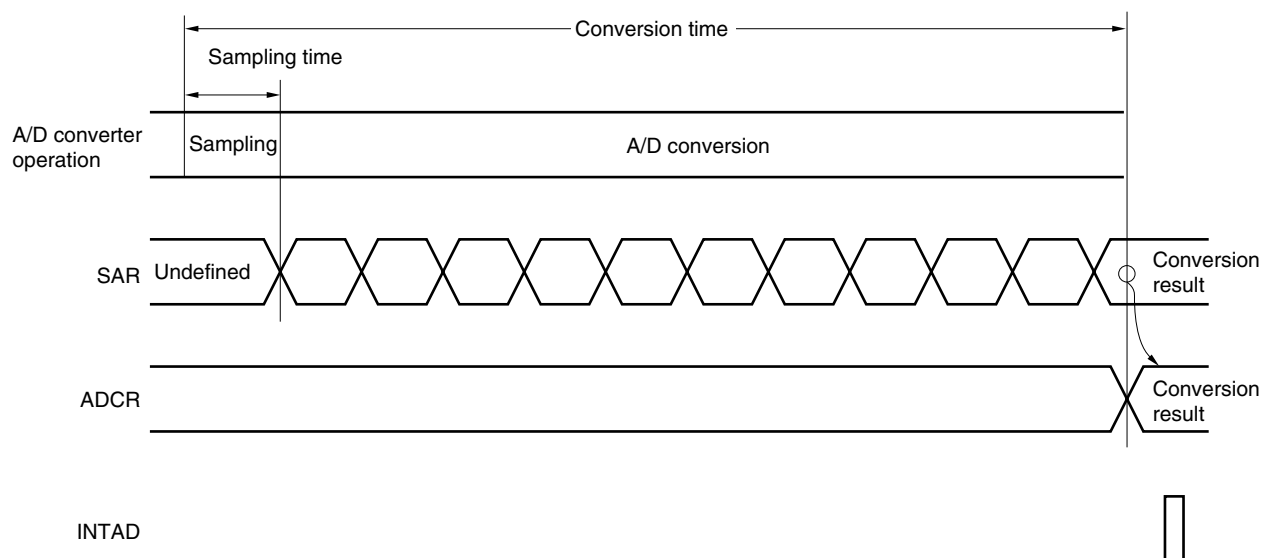 Conversion time
Sampling time
A/D converter
operation
Sampling
A/D conversion
SAR
Undefined
Conversion
result
ADCR
Conversion
result
INTAD